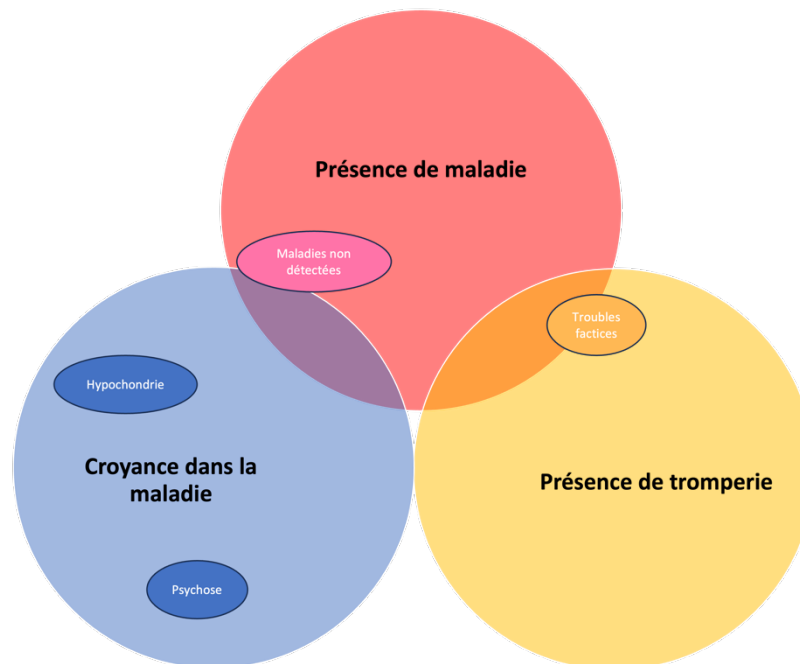 Présence de maladie
Maladies non
détectées
Troubles
factices
Hypochondrie
Croyance dans la
maladie
Présence de tromperie
Psychose